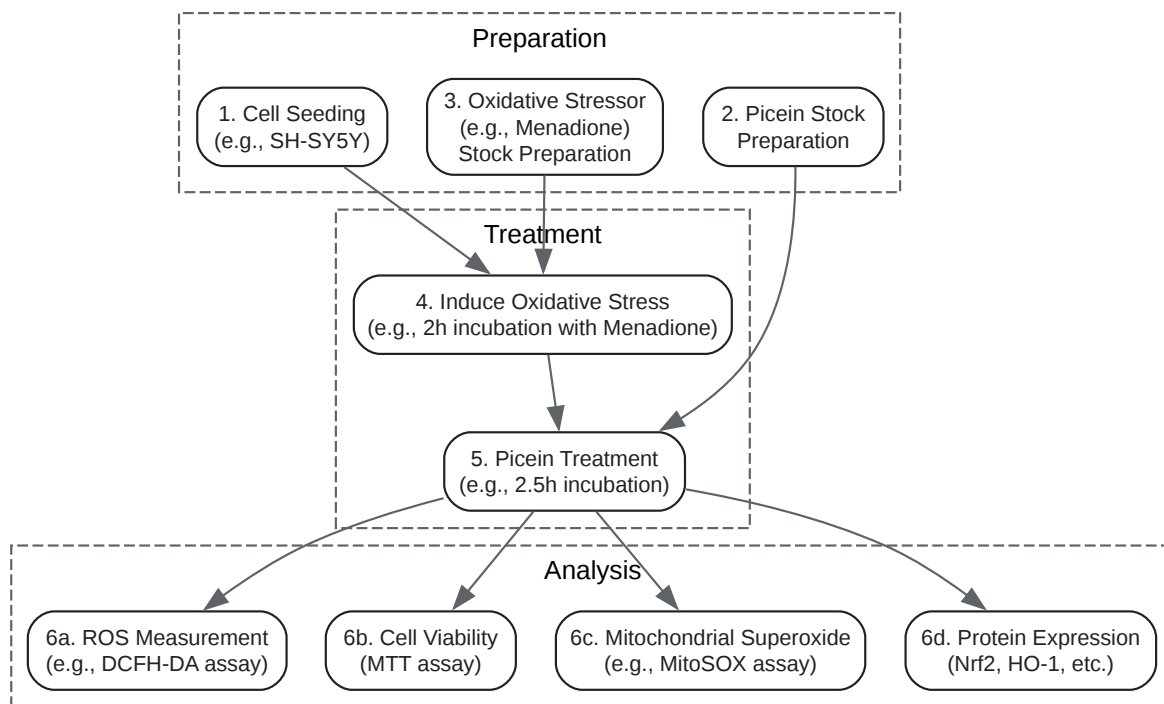 Preparation
1. Cell Seeding
(e.g., SH-SY5Y)
3. Oxidative Stressor
(e.g., Menadione)
Stock Preparation
2. Picein Stock
Preparation
Treatment
4. Induce Oxidative Stress
(e.g., 2h incubation with Menadione)
5. Picein Treatment
(e.g., 2.5h incubation)
Analysis
6a. ROS Measurement
(e.g., DCFH-DA assay)
6b. Cell Viability
(MTT assay)
6c. Mitochondrial Superoxide
(e.g., MitoSOX assay)
6d. Protein Expression
(Nrf2, HO-1, etc.)